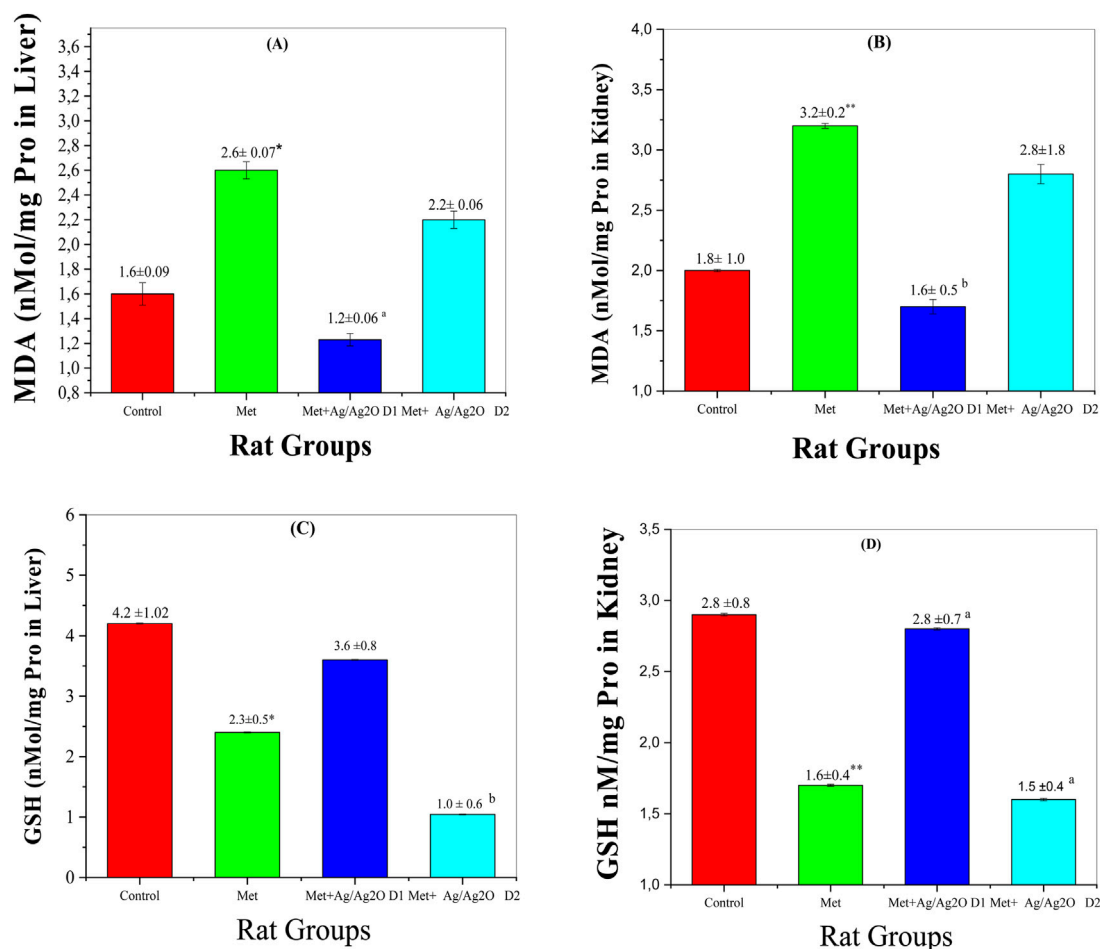 (A)
MDA (nMol/mg Pro in Liver)
3,6
3,4
3,2
3,0
2,8
2,6
2,4
2,2
2,0
1,8
1,6
1,4
1,2
1,0
0,8
1.6±0.09
2.6± 0.07*
1.2±0.06 a
2.2± 0.06
Control Met Met+Ag/Ag2O D1 Met+ Ag/Ag2O D2
Rat Groups
(B)
MDA (nMol/mg Pro in Kidney)
4,0
3,5
3,0
2,5
2,0
1,5
1,0
1.8± 1.0
3.2±0.2**
1.6± 0.5 b
2.8±1.8
Control Met Met+Ag/Ag2O D1 Met+ Ag/Ag2O D2
Rat Groups
(C)
GSH (nMol/mg Pro in Liver)
6
5
4
3
2
1
0
4.2 ±1.02
2.3±0.5*
3.6 ±0.8
1.0 ± 0.6 b
Control Met Met+Ag/Ag2O D1 Met+ Ag/Ag2O D2
Rat Groups
(D)
GSH nM/mg Pro in Kidney
3,5
3,0
2,5
2,0
1,5
1,0
2.8 ±0.8
1.6±0.4**
2.8 ±0.7 a
1.5 ±0.4 a
Control Met Met+Ag/Ag2O D1 Met+ Ag/Ag2O D2
Rat Groups